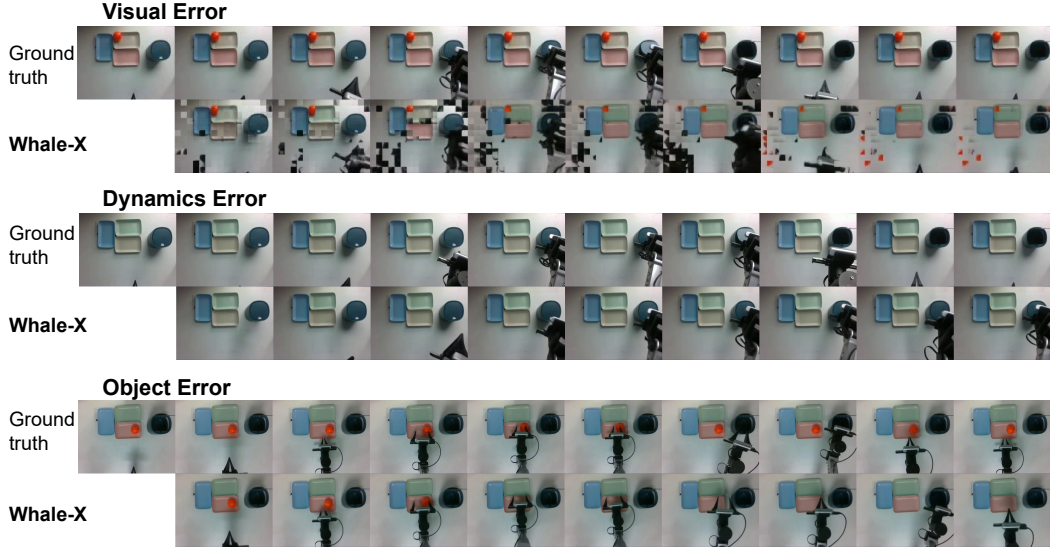 Visual Error
Ground
truth
Whale-X
Dynamics Error
Ground
truth
Whale-X
Object Error
Ground
truth
Whale-X